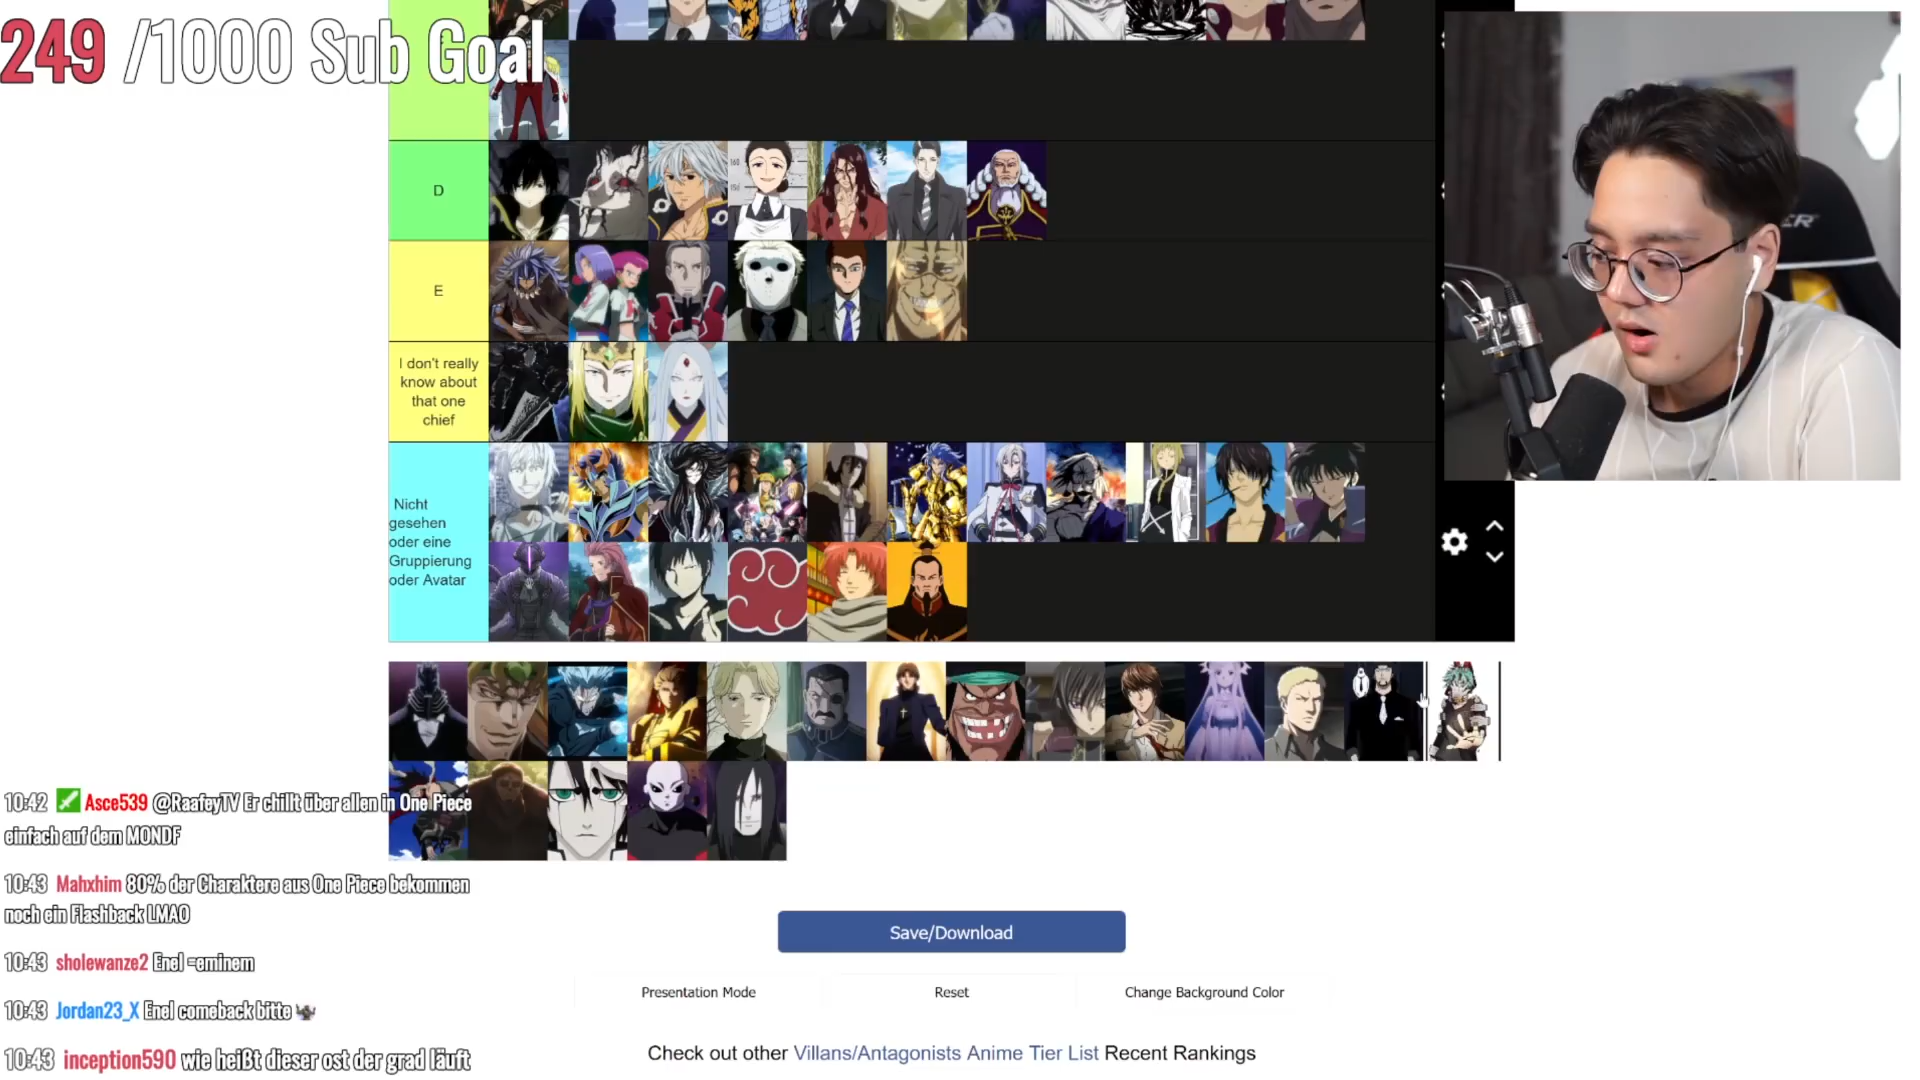 249 /1000 Sub Goal
D
E
I don't really
know about
that one
chief
Nicht
gesehen
oder eine
Gruppierung
oder Avatar
10:42 Asce539 @RaafeyTV Er chillt über allen in One Piece
einfach auf dem MONDF
10:43 Mahxhim 80% der Charaktere aus One Piece bekommen
noch ein Flashback LMAO
10:43 sholewanze2 Enel =eminem
10:43 Jordan23_X Enel comeback bitte
10:43 inception590 wie heißt dieser ost der grad läuft
Save/Download
Presentation Mode
Reset
Change Background Color
Check out other Villans/Antagonists Anime Tier List Recent Rankings